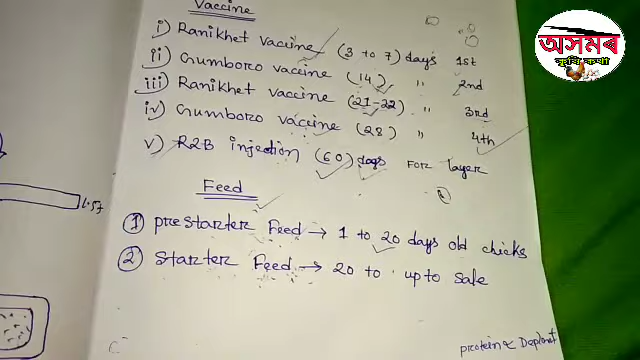 Vaccine
i) Ranikhet vaccine (3 to 7) days 1st
ii) Gumboro vaccine (14) " 2nd
iii) Ranikhet vaccine (21-22) " 3rd
iv) Gumboro vaccine (28) " 4th
v) R2B injection (60) days For layer
Feed
① prestarter Feed → 1 to 20 days old chicks
② Starter Feed → 20 to upto sale
protein &
অসমৰ
কৃষি কথা